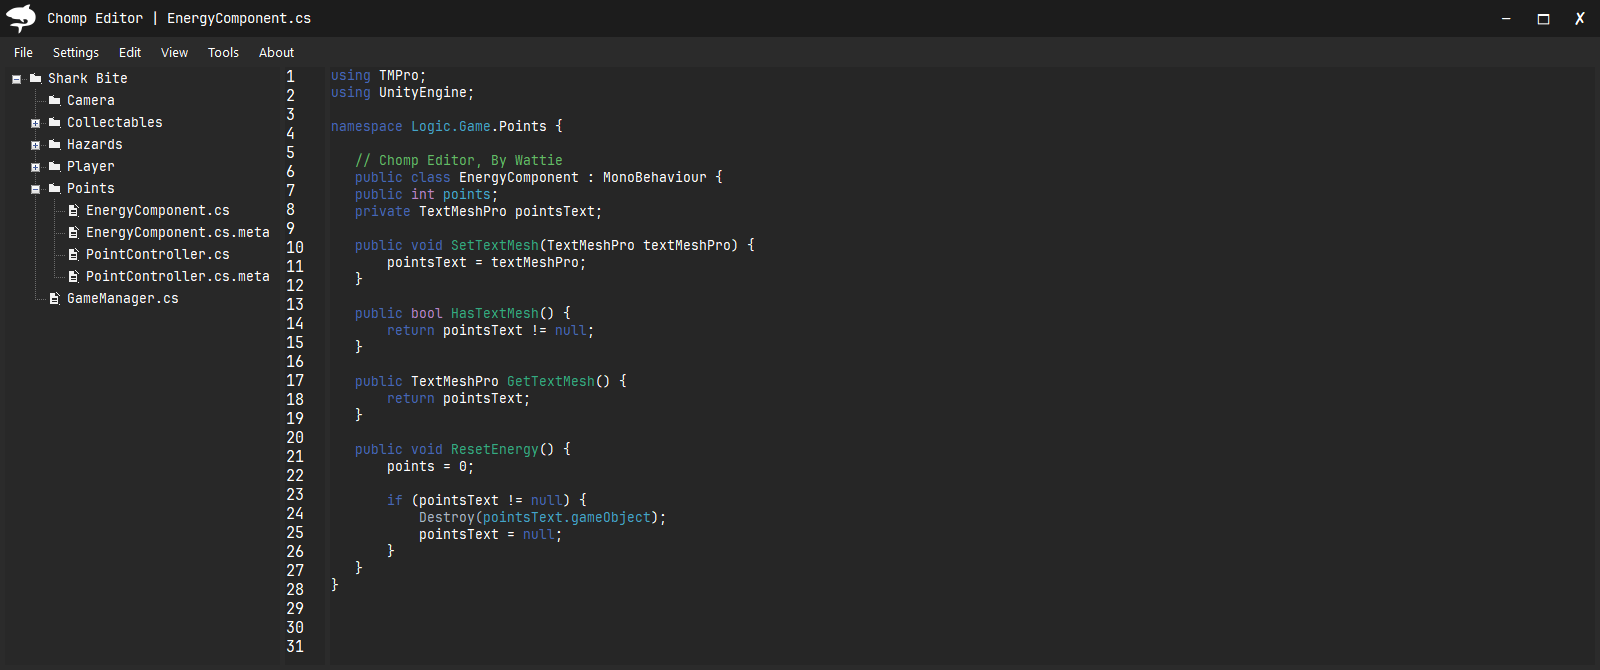 Chomp Editor | EnergyComponent.cs
File Settings Edit View Tools About
Shark Bite
Camera
Collectables
Hazards
Player
Points
EnergyComponent.cs
EnergyComponent.cs.meta
PointController.cs
PointController.cs.meta
GameManager.cs
1
2
3
4
5
6
7
8
9
10
11
12
13
14
15
16
17
18
19
20
21
22
23
24
25
26
27
28
29
30
31
using TMPro;
using UnityEngine;
namespace Logic.Game.Points {
// Chomp Editor, By Wattie
public class EnergyComponent : MonoBehaviour {
public int points;
private TextMeshPro pointsText;
public void SetTextMesh(TextMeshPro textMeshPro) {
pointsText = textMeshPro;
}
public bool HasTextMesh() {
return pointsText != null;
}
public TextMeshPro GetTextMesh() {
return pointsText;
}
public void ResetEnergy() {
points = 0;
if (pointsText != null) {
Destroy(pointsText.gameObject);
pointsText = null;
}
}
}